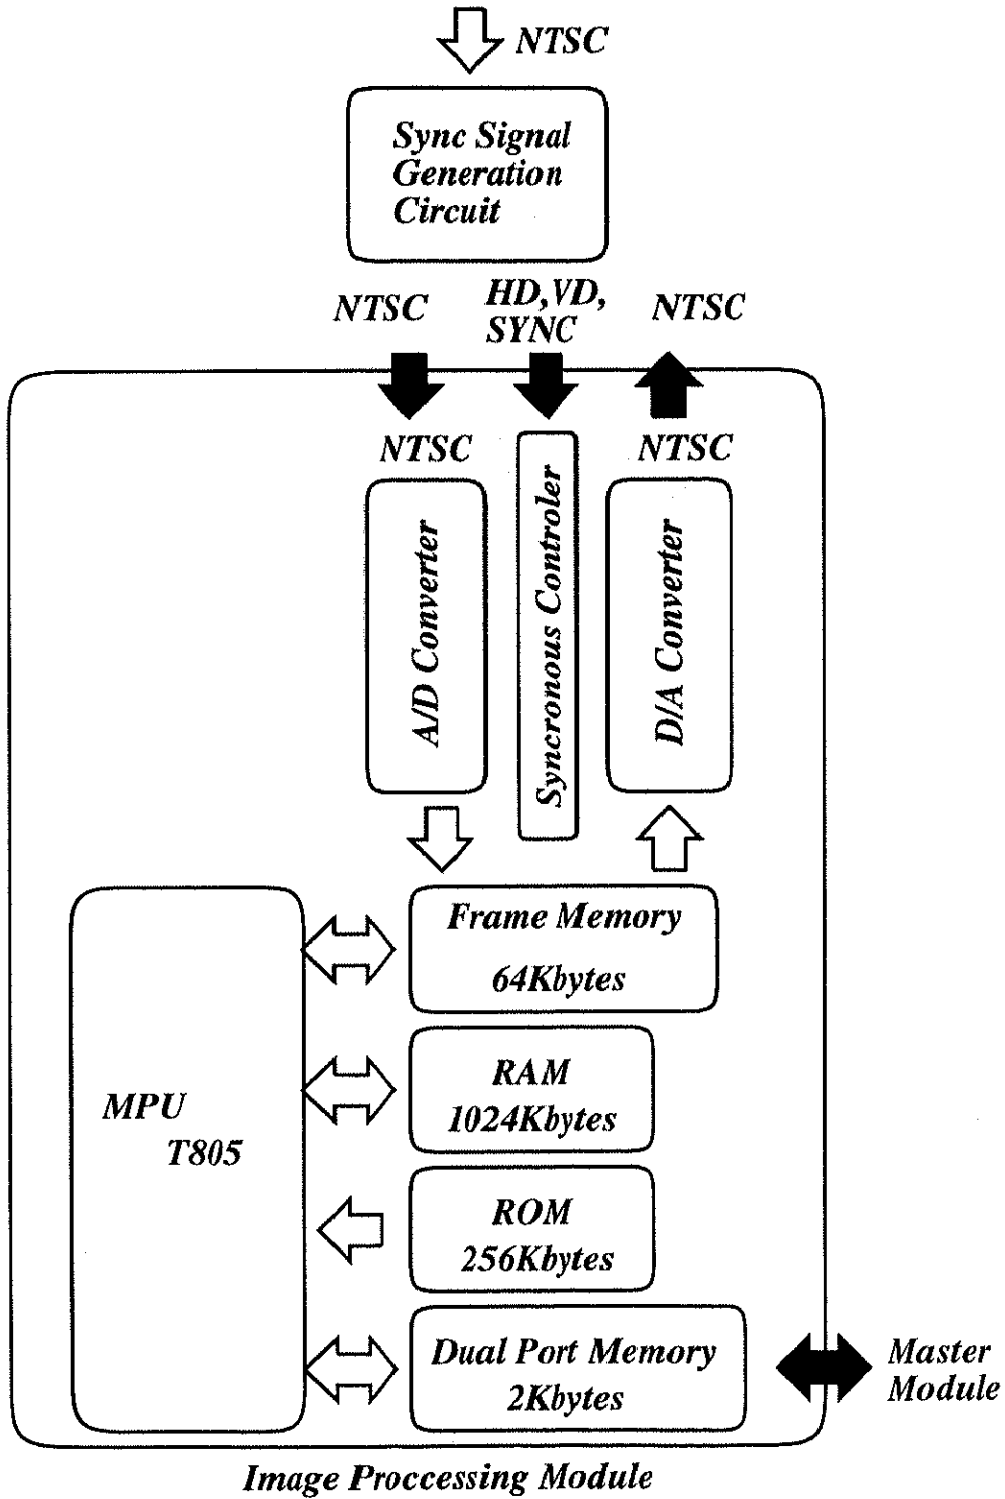 NTSC
Sync Signal
Generation
Circuit
NTSC
HD,VD,
SYNC
NTSC
NTSC
NTSC
A/D Converter
Syncronous Controler
D/A Converter
Frame Memory
64Kbytes
MPU
T805
RAM
1024Kbytes
ROM
256Kbytes
Dual Port Memory
2Kbytes
Master
Module
Image Proccessing Module